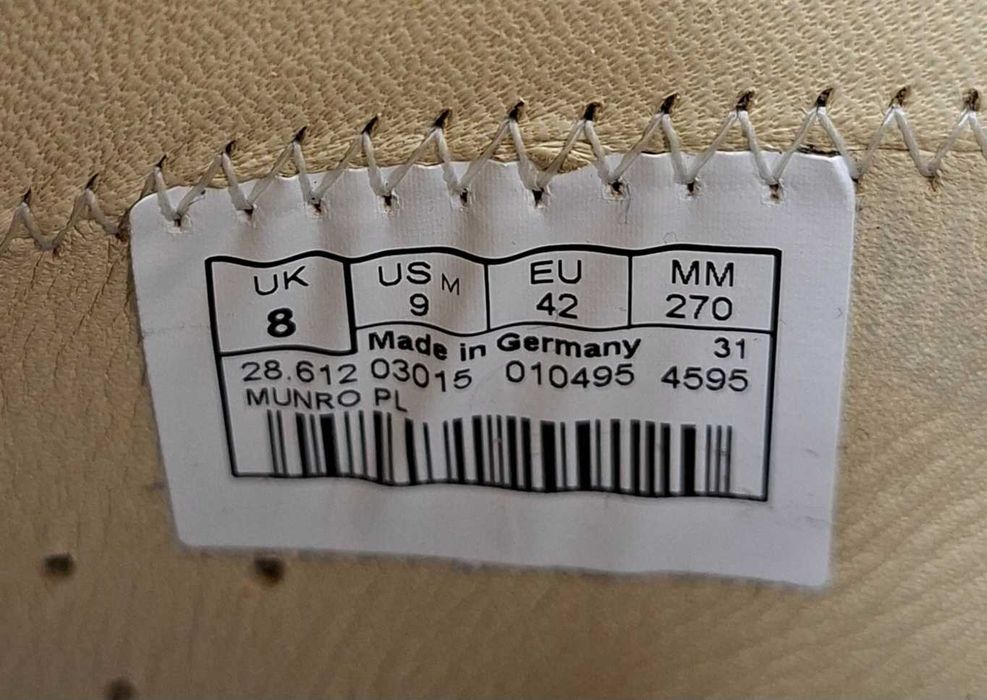 UK US M EU MM
8 9 42 270
Made in Germany 31
28.612 03015 010495 4595
MUNRO PL